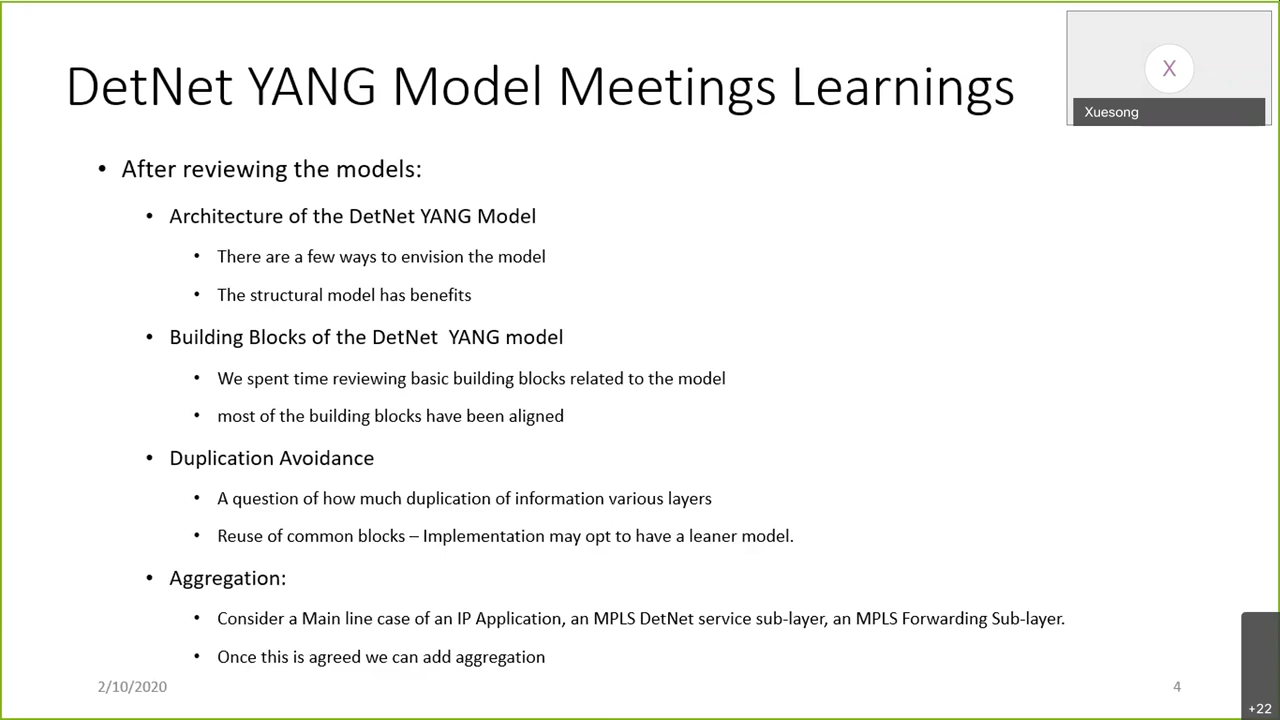 DetNet YANG Model Meetings Learnings
X
Xuesong
• After reviewing the models:
• Architecture of the DetNet YANG Model
• There are a few ways to envision the model
• The structural model has benefits
• Building Blocks of the DetNet  YANG model
• We spent time reviewing basic building blocks related to the model
• most of the building blocks have been aligned
• Duplication Avoidance
• A question of how much duplication of information various layers
• Reuse of common blocks – Implementation may opt to have a leaner model.
• Aggregation:
• Consider a Main line case of an IP Application, an MPLS DetNet service sub-layer, an MPLS Forwarding Sub-layer.
• Once this is agreed we can add aggregation
2/10/2020
4
+22